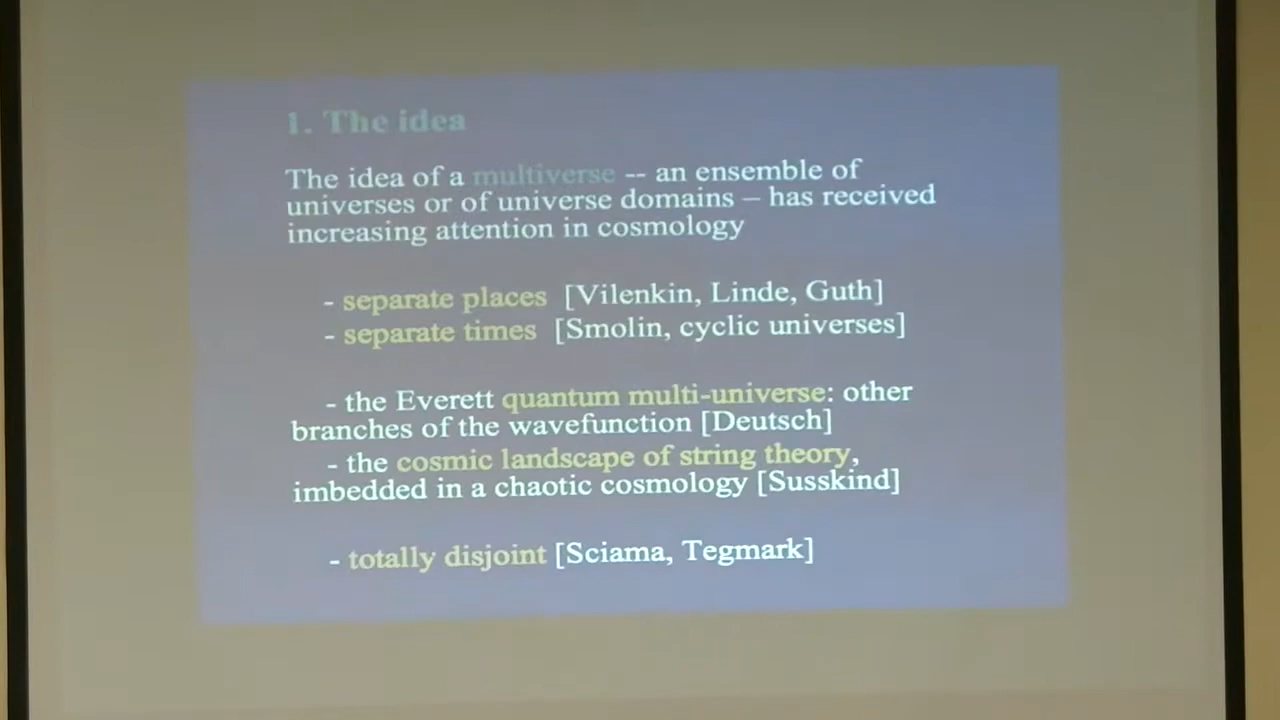 1. The idea
The idea of a multiverse -- an ensemble of
universes or of universe domains – has received
increasing attention in cosmology
- separate places [Vilenkin, Linde, Guth]
- separate times [Smolin, cyclic universes]
- the Everett quantum multi-universe: other
branches of the wavefunction [Deutsch]
- the cosmic landscape of string theory,
imbedded in a chaotic cosmology [Susskind]
- totally disjoint [Sciama, Tegmark]